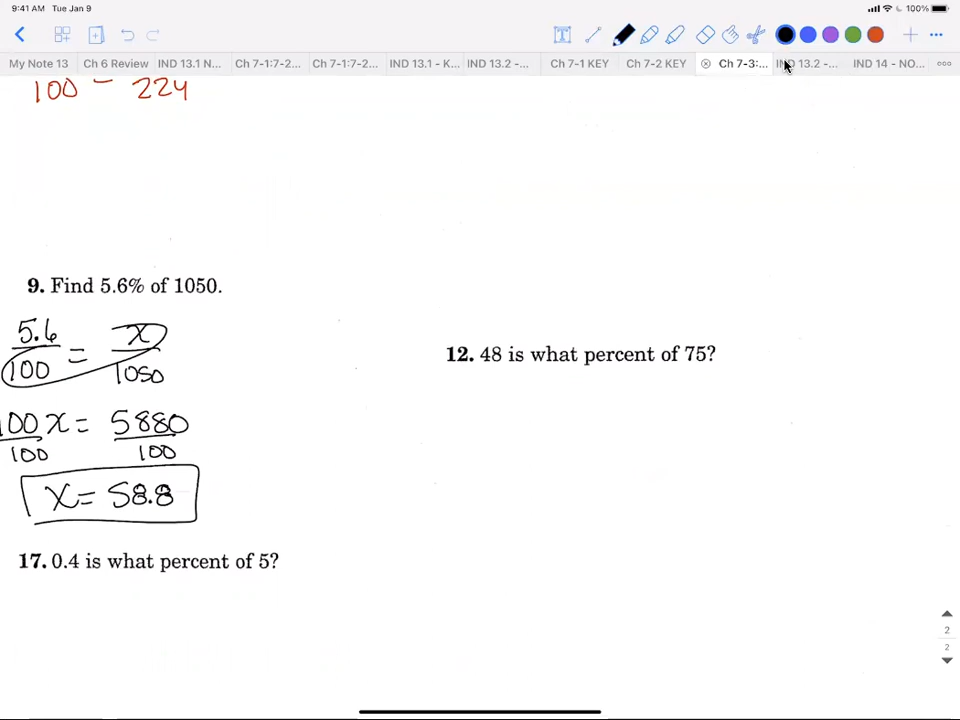 9:41 AM Tue Jan 9
100%
My Note 13
Ch 6 Review
IND 13.1 N...
Ch 7-1:7-2...
Ch 7-1:7-2...
IND 13.1 - K...
IND 13.2 -...
Ch 7-1 KEY
Ch 7-2 KEY
Ch 7-3:...
IND 13.2 -...
IND 14 - NO...
100 - 224
9. Find 5.6% of 1050.
5.6/100 = x/1050
100x = 5880
100 100
x = 58.8
12. 48 is what percent of 75?
17. 0.4 is what percent of 5?
2
2